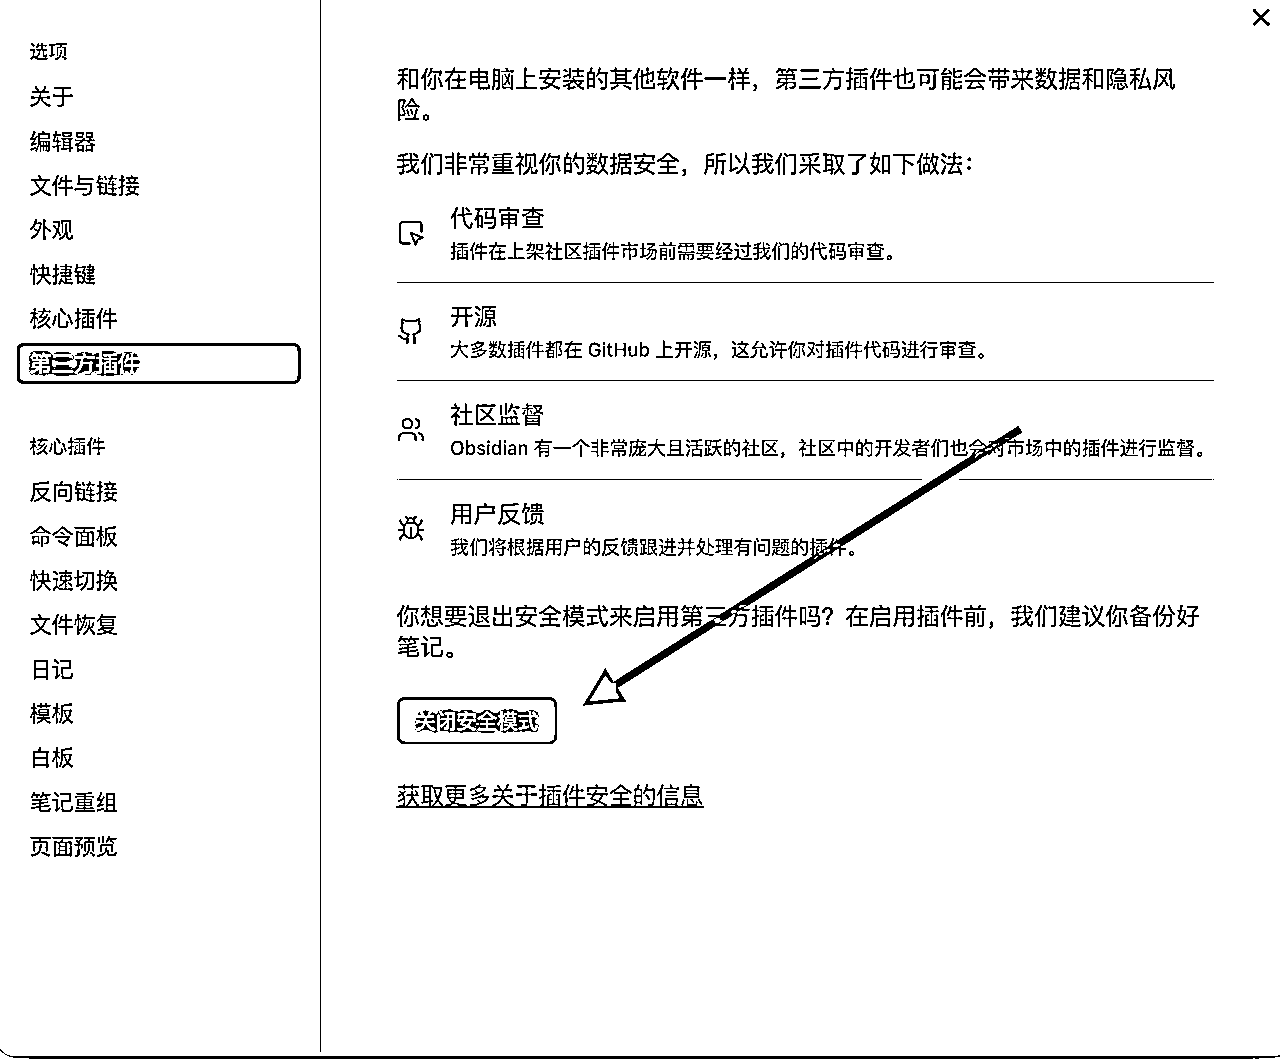 选项
关于
编辑器
文件与链接
外观
快捷键
核心插件
第三方插件
核心插件
反向链接
命令面板
快速切换
文件恢复
日记
模板
白板
笔记重组
页面预览
和你在电脑上安装的其他软件一样，第三方插件也可能会带来数据和隐私风
险。
我们非常重视你的数据安全，所以我们采取了如下做法：
代码审查
插件在上架社区插件市场前需要经过我们的代码审查。
开源
大多数插件都在 GitHub 上开源，这允许你对插件代码进行审查。
社区监督
Obsidian 有一个非常庞大且活跃的社区，社区中的开发者们也会对市场中的插件进行监督。
用户反馈
我们将根据用户的反馈跟进并处理有问题的插件。
你想要退出安全模式来启用第三方插件吗？在启用插件前，我们建议你备份好
笔记。
关闭安全模式
获取更多关于插件安全的信息